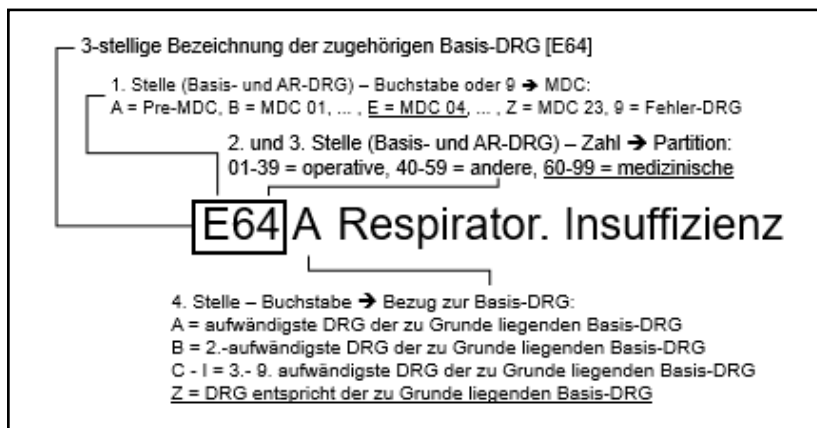 3-stellige Bezeichnung der zugehörigen Basis-DRG [E64]
1. Stelle (Basis- und AR-DRG) – Buchstabe oder 9 ➔ MDC:
A = Pre-MDC, B = MDC 01, ... , E = MDC 04, ... , Z = MDC 23, 9 = Fehler-DRG
2. und 3. Stelle (Basis- und AR-DRG) – Zahl ➔ Partition:
01-39 = operative, 40-59 = andere, 60-99 = medizinische
E64 A Respirator. Insuffizienz
4. Stelle – Buchstabe ➔ Bezug zur Basis-DRG:
A = aufwändigste DRG der zu Grunde liegenden Basis-DRG
B = 2.-aufwändigste DRG der zu Grunde liegenden Basis-DRG
C - I = 3.- 9. aufwändigste DRG der zu Grunde liegenden Basis-DRG
Z = DRG entspricht der zu Grunde liegenden Basis-DRG